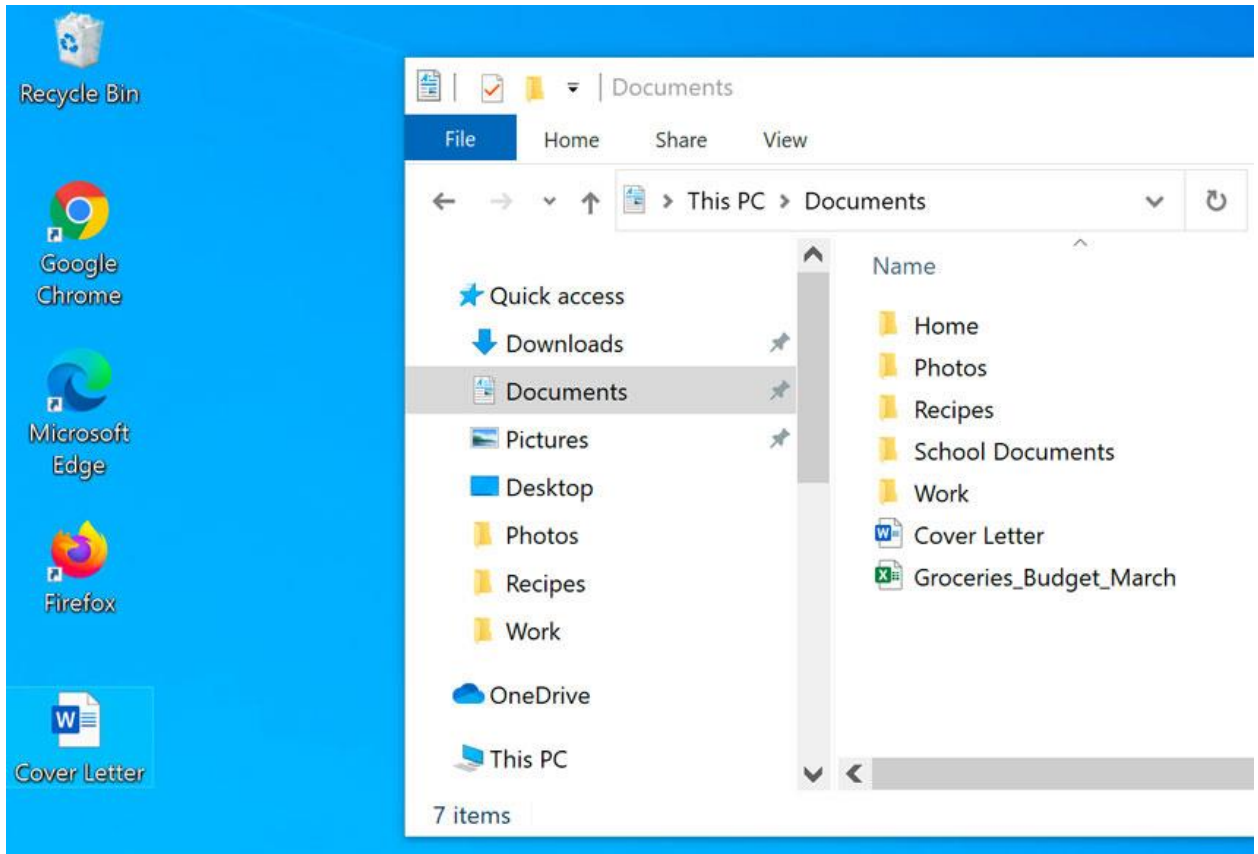 Recycle Bin
Google
Chrome
Microsoft
Edge
Firefox
Cover Letter
Documents
File Home Share View
This PC Documents
Quick access
Downloads
Documents
Pictures
Desktop
Photos
Recipes
Work
OneDrive
This PC
Name
Home
Photos
Recipes
School Documents
Work
Cover Letter
Groceries_Budget_March
7 items